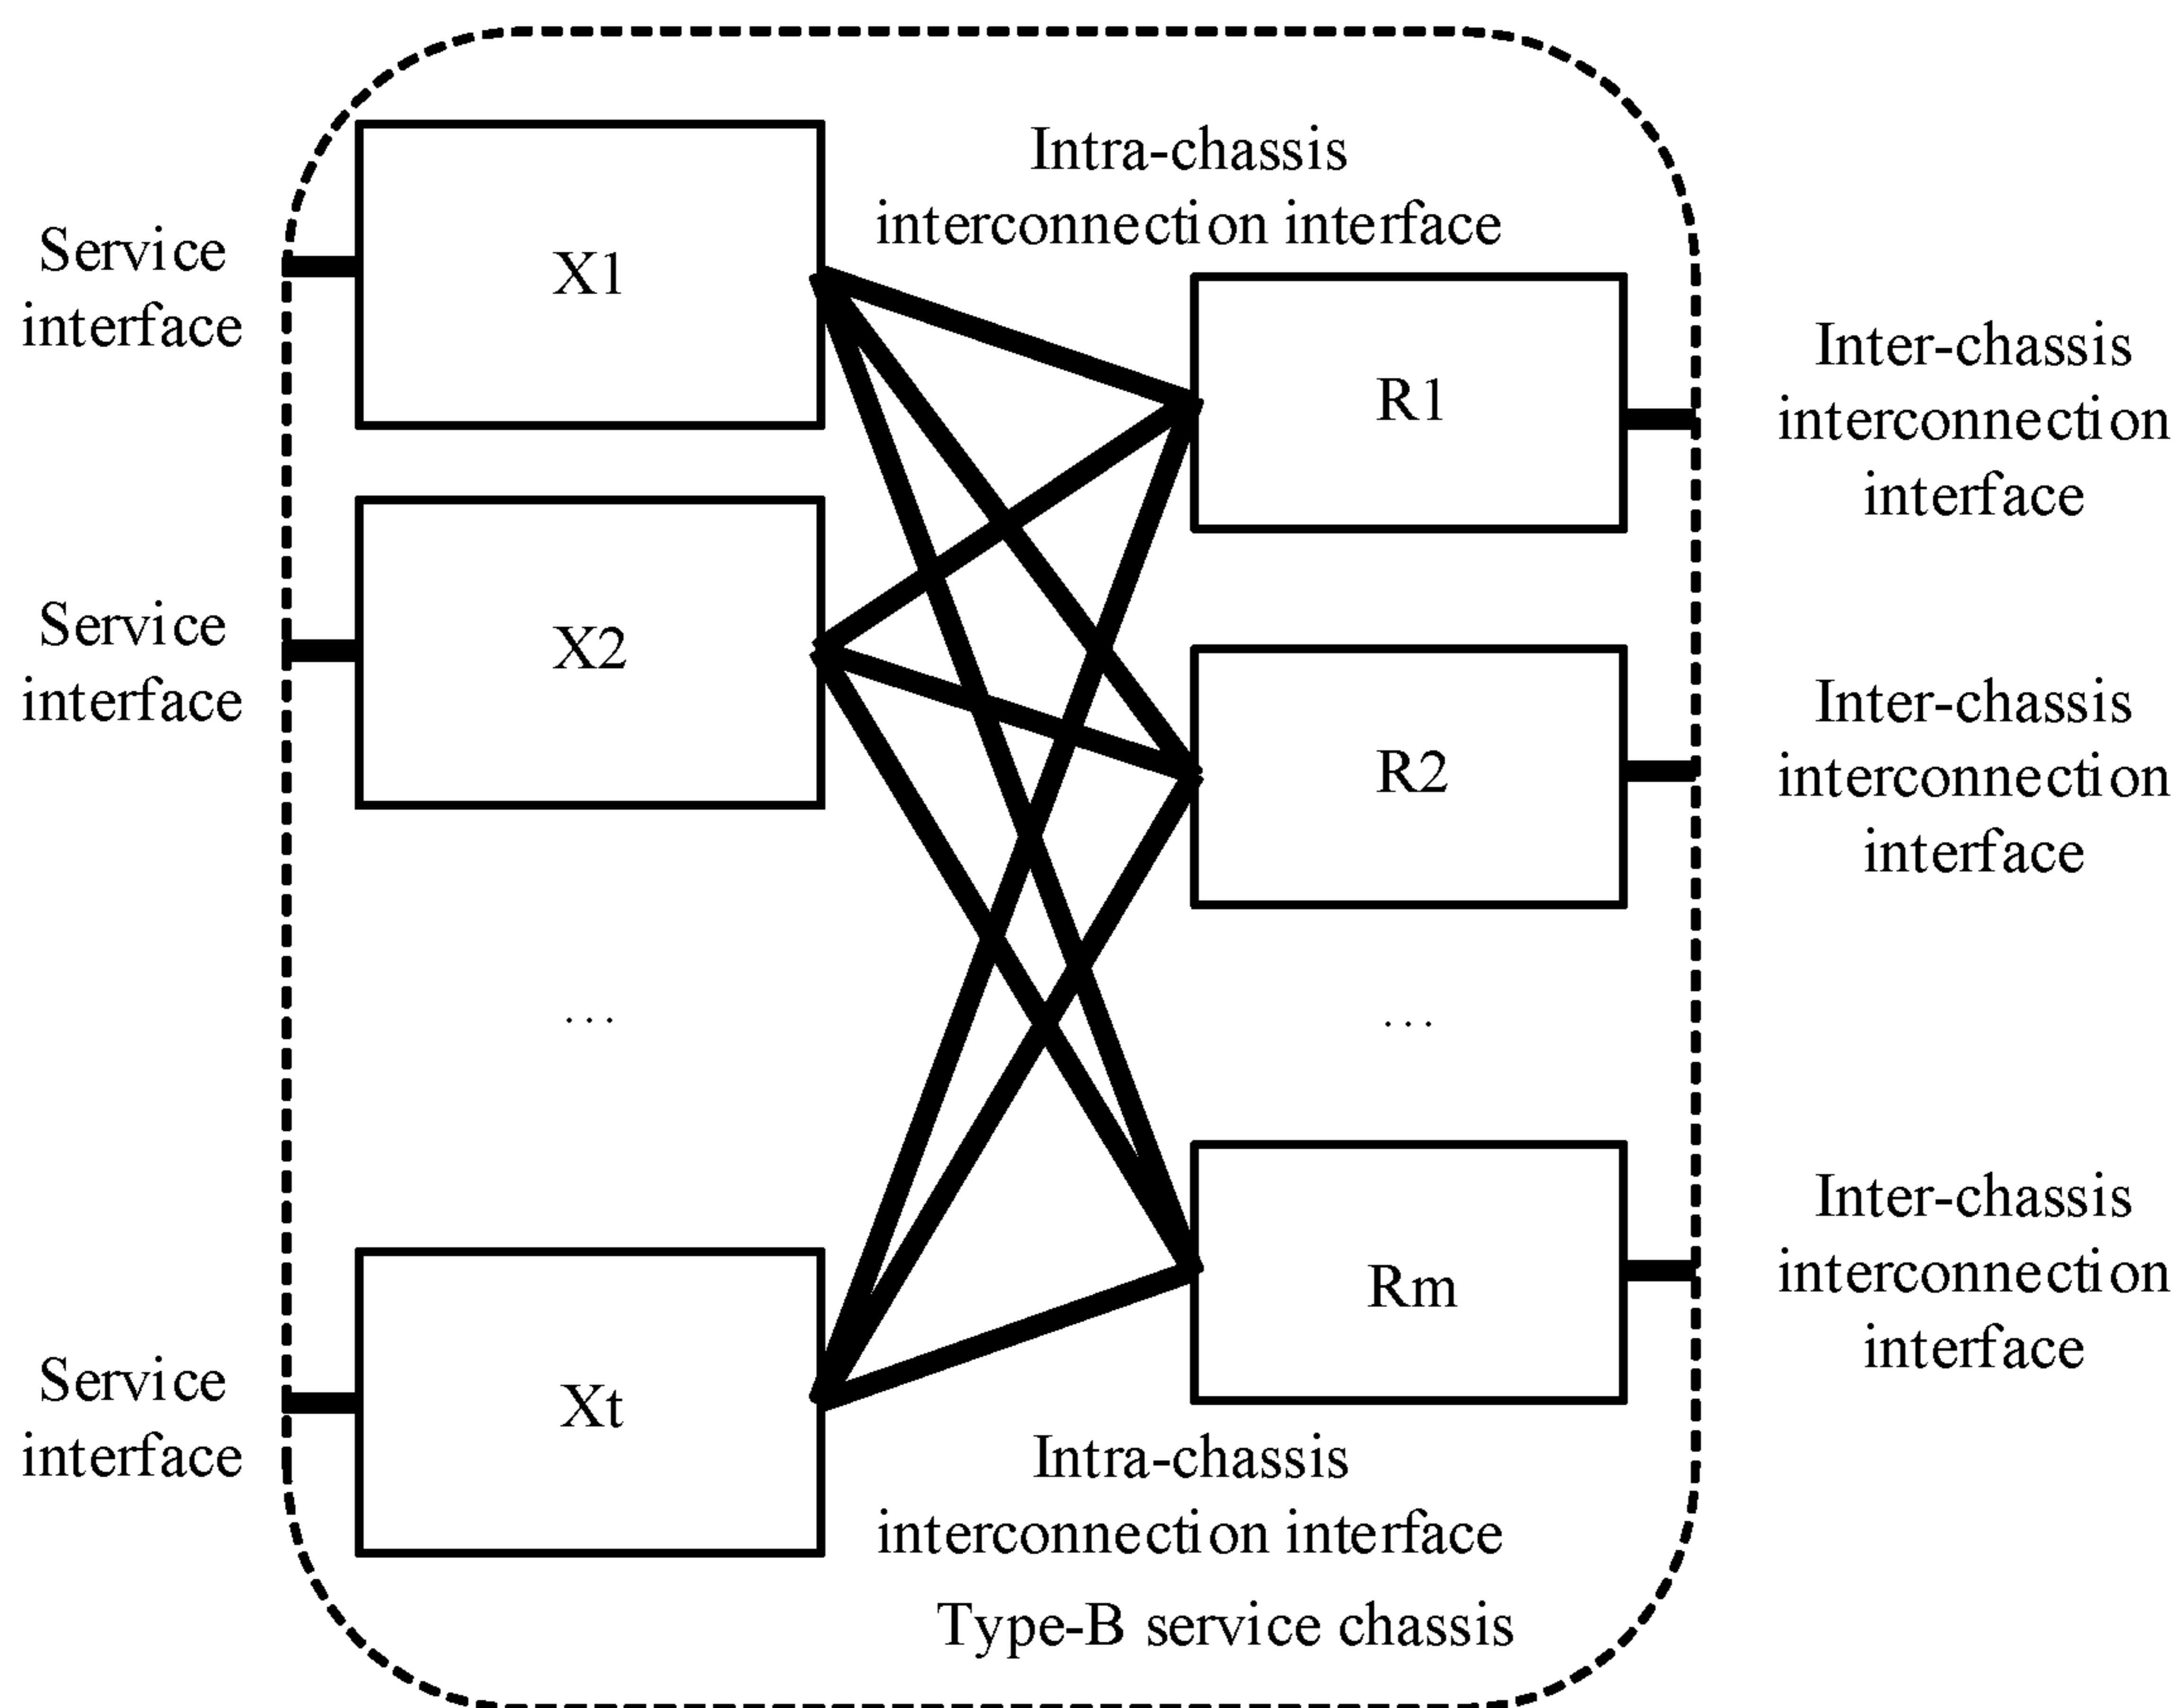 Intra-chassis
interconnection interface
Service
interface
X1
R1
Inter-chassis
interconnection
interface
Service
interface
X2
R2
Inter-chassis
interconnection
interface
...
...
Service
interface
Xt
Rm
Inter-chassis
interconnection
interface
Intra-chassis
interconnection interface
Type-B service chassis